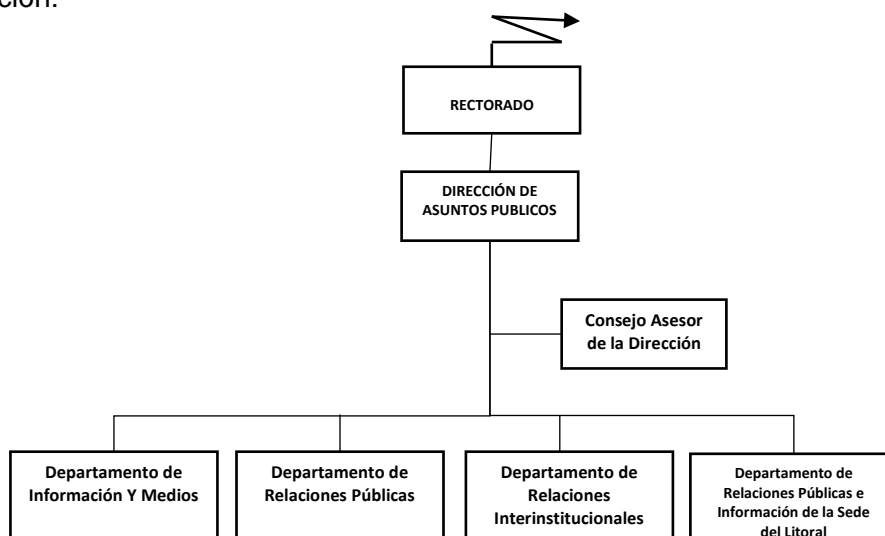 ción.
RECTORADO
DIRECCIÓN DE
ASUNTOS PUBLICOS
Consejo Asesor
de la Dirección
Departamento de
Información Y Medios
Departamento de
Relaciones Públicas
Departamento de
Relaciones
Interinstitucionales
Departamento de
Relaciones Públicas e
Información de la Sede
del Litoral